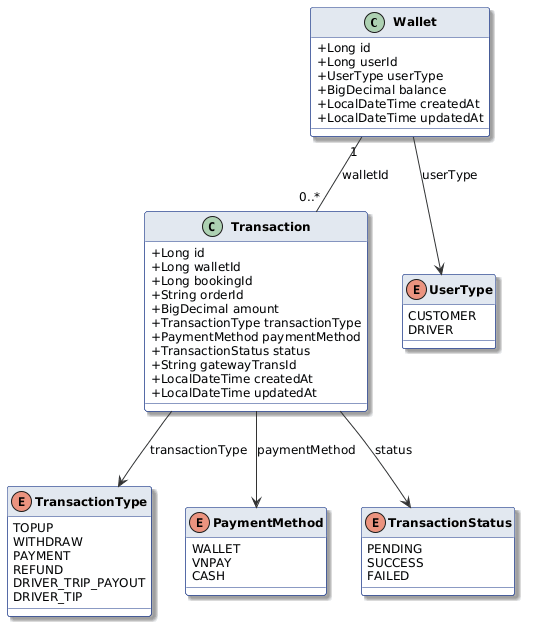 C Wallet
+Long id
+Long userId
+UserType userType
+BigDecimal balance
+LocalDateTime createdAt
+LocalDateTime updatedAt
1
walletId
userType
0..*
C Transaction
+Long id
+Long walletId
+Long bookingId
+String orderId
+BigDecimal amount
+TransactionType transactionType
+PaymentMethod paymentMethod
+TransactionStatus status
+String gatewayTransId
+LocalDateTime createdAt
+LocalDateTime updatedAt
E UserType
CUSTOMER
DRIVER
transactionType
paymentMethod
status
E TransactionType
TOPUP
WITHDRAW
PAYMENT
REFUND
DRIVER_TRIP_PAYOUT
DRIVER_TIP
E PaymentMethod
WALLET
VNPAY
CASH
E TransactionStatus
PENDING
SUCCESS
FAILED